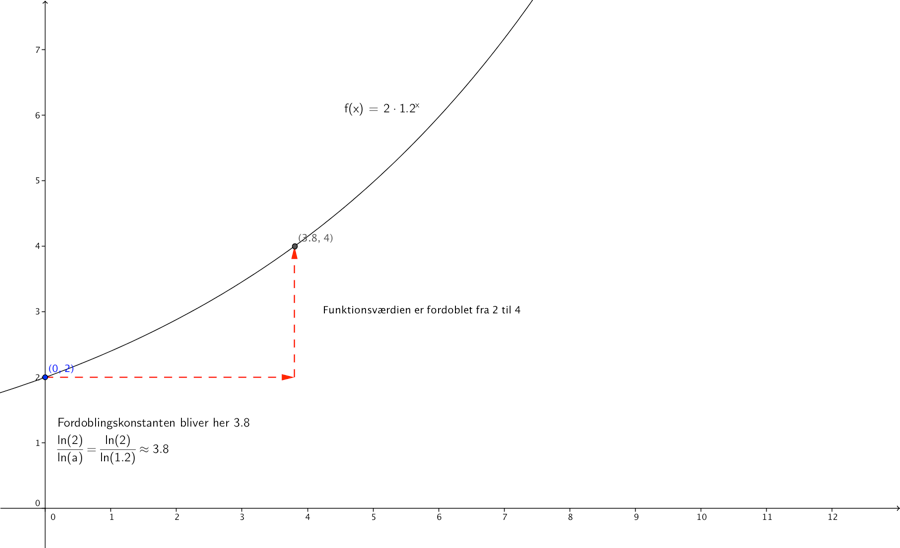 7
f(x) = 2 · 1.2ˣ
6
5
(3.8, 4)
4
Funktionsværdien er fordoblet fra 2 til 4
3
(0, 2)
2
Fordoblingskonstanten bliver her 3.8
ln(2)/ln(a) = ln(2)/ln(1.2) ≈ 3.8
1
0
0 1 2 3 4 5 6 7 8 9 10 11 12